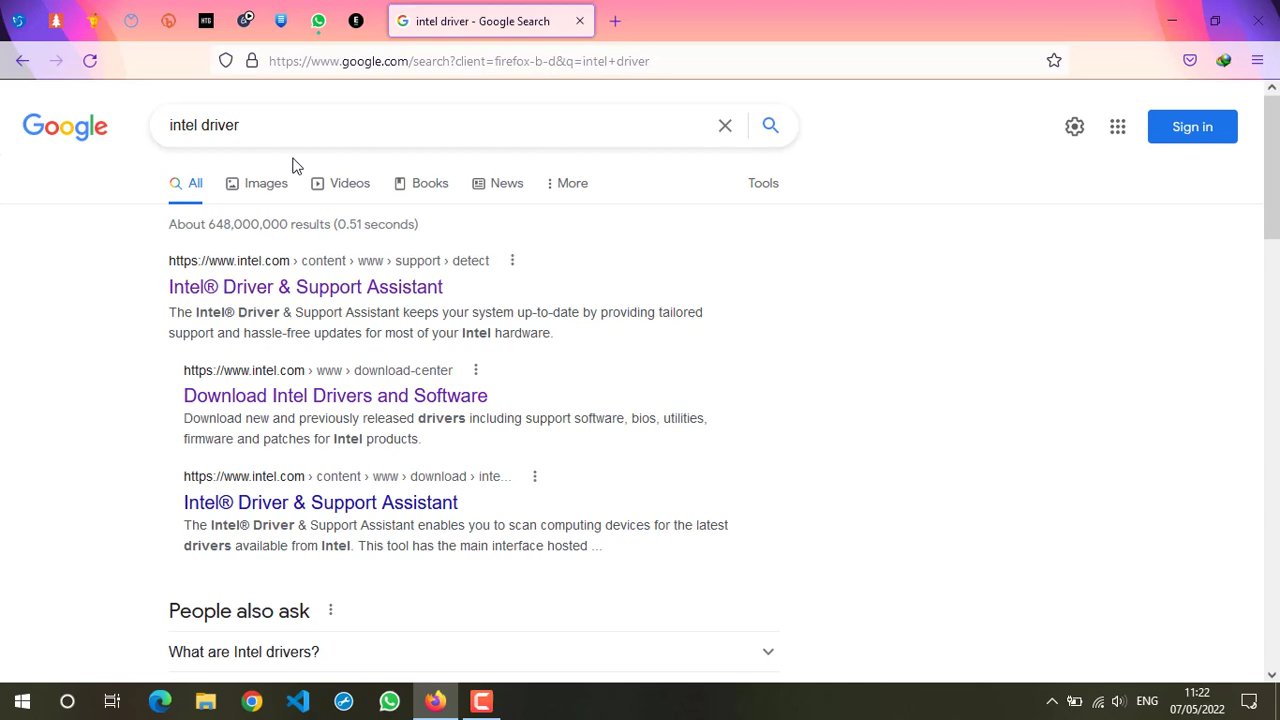 HTG
E
intel driver - Google Search
https://www.google.com/search?client=firefox-b-d&q=intel+driver
Google
intel driver
Sign in
All
Images
Videos
Books
News
More
Tools
About 648,000,000 results (0.51 seconds)
https://www.intel.com › content › www › support › detect
Intel® Driver & Support Assistant
The Intel® Driver & Support Assistant keeps your system up-to-date by providing tailored
support and hassle-free updates for most of your Intel hardware.
https://www.intel.com › www › download-center
Download Intel Drivers and Software
Download new and previously released drivers including support software, bios, utilities,
firmware and patches for Intel products.
https://www.intel.com › content › www › download › inte...
Intel® Driver & Support Assistant
The Intel® Driver & Support Assistant enables you to scan computing devices for the latest
drivers available from Intel. This tool has the main interface hosted ...
People also ask
What are Intel drivers?
ENG
11:22
07/05/2022